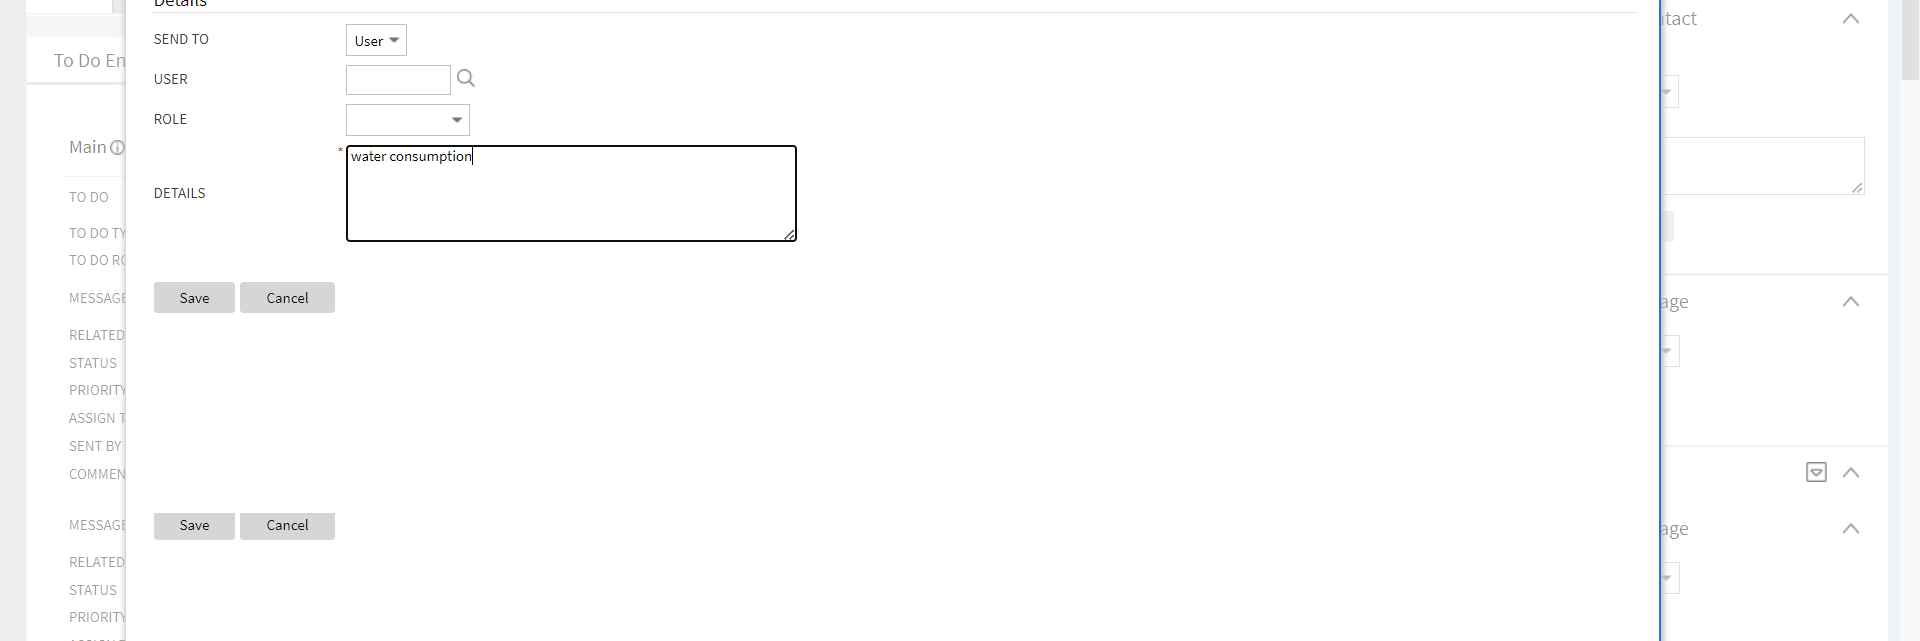 Details
SEND TO
User
USER
ROLE
*
water consumption
DETAILS
Save Cancel
Save Cancel
To Do En
Main
TO DO
TO DO TY
TO DO RO
MESSAGE
RELATED
STATUS
PRIORITY
ASSIGN T
SENT BY
COMMEN
MESSAGE
RELATED
STATUS
PRIORITY
ntact
age
age